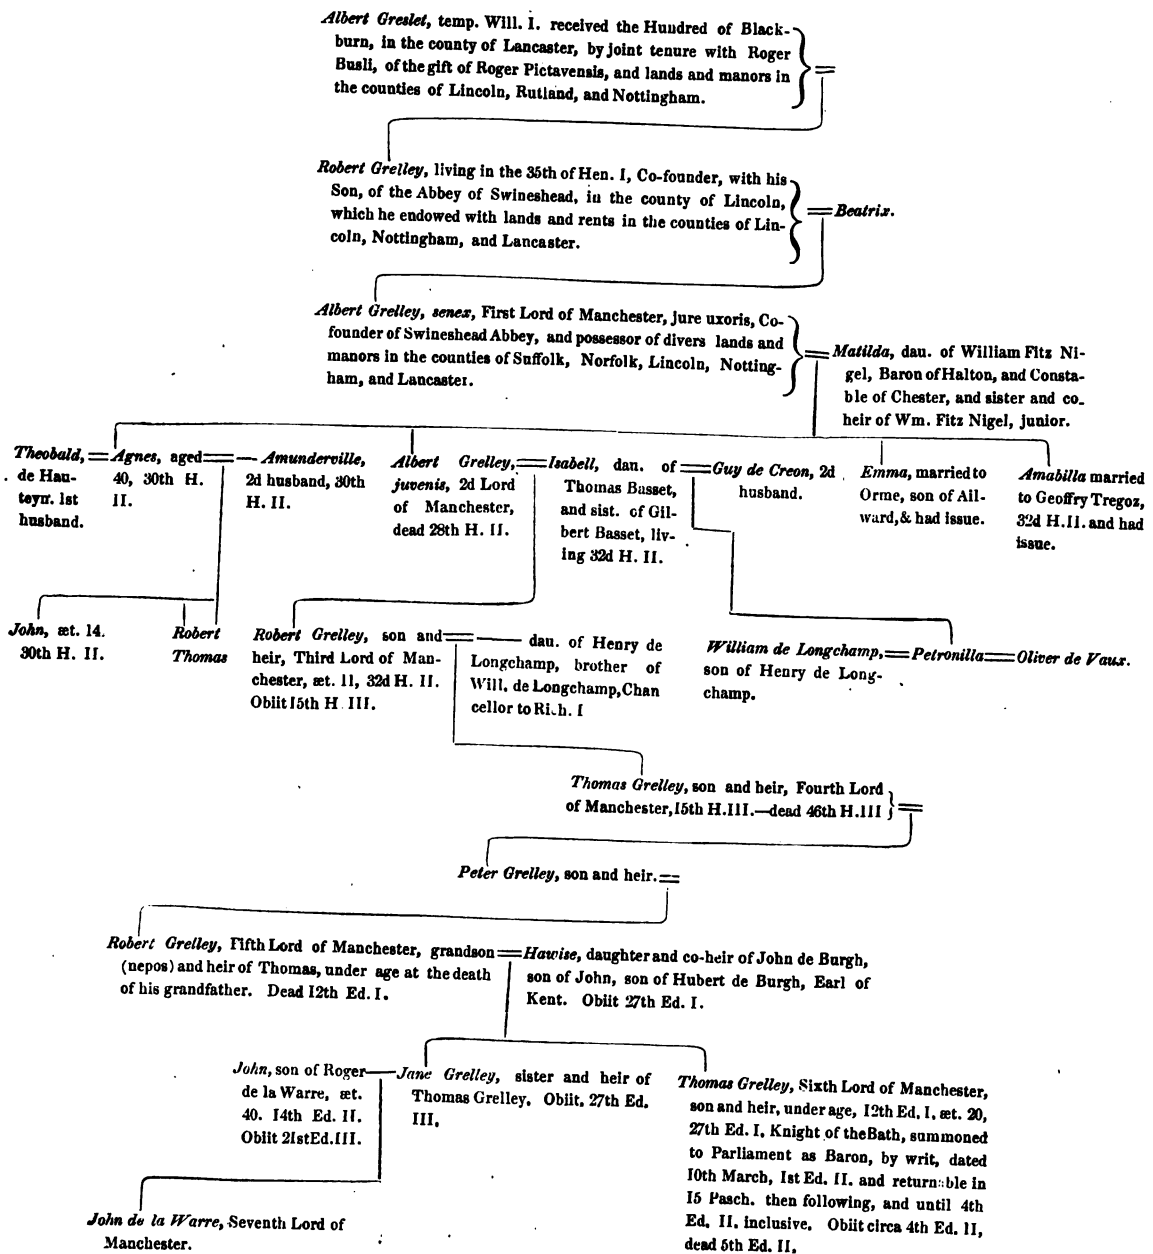 Albert Greslet, temp. Will. I. received the Hundred of Black-
burn, in the county of Lancaster, by joint tenure with Roger
Busli, of the gift of Roger Pictavensis, and lands and manors in
the counties of Lincoln, Rutland, and Nottingham.
Robert Grelley, living in the 35th of Hen. I, Co-founder, with his
Son, of the Abbey of Swineshead, in the county of Lincoln,
which he endowed with lands and rents in the counties of Lin-
coln, Nottingham, and Lancaster.
Beatrix.
Albert Grelley, senex, First Lord of Manchester, jure uxoris, Co-
founder of Swineshead Abbey, and possessor of divers lands and
manors in the counties of Suffolk, Norfolk, Lincoln, Notting-
ham, and Lancaster.
Matilda, dau. of William Fitz Ni-
gel, Baron of Halton, and Consta-
ble of Chester, and sister and co-
heir of Wm. Fitz Nigel, junior.
Theobald,
de Hau-
teyn. 1st
husband.
Agnes, aged
40, 30th H.
II.
— Amunderville,
2d husband, 30th
H. II.
Albert Grelley,
juvenis, 2d Lord
of Manchester,
dead 28th H. II.
Isabell, dau. of
Thomas Basset,
and sist. of Gil-
bert Basset, liv-
ing 32d H. II.
Guy de Creon, 2d
husband.
Emma, married to
Orme, son of Ail-
ward, & had issue.
Amabilla married
to Geoffry Tregoz,
32d H. II. and had
issue.
John, æt. 14.
30th H. II.
Robert
Thomas
Robert Grelley, son and
heir, Third Lord of Man-
chester, æt. 11, 32d H. II.
Obiit 15th H III.
—— dau. of Henry de
Longchamp, brother of
Will. de Longchamp, Chan
cellor to Rich. I
William de Longchamp,
son of Henry de Long-
champ.
Petronilla
Oliver de Vaux.
Thomas Grelley, son and heir, Fourth Lord
of Manchester, 15th H.III.—dead 46th H.III
Peter Grelley, son and heir.
Robert Grelley, Fifth Lord of Manchester, grandson
(nepos) and heir of Thomas, under age at the death
of his grandfather. Dead 12th Ed. I.
Hawise, daughter and co-heir of John de Burgh,
son of John, son of Hubert de Burgh, Earl of
Kent. Obiit 27th Ed. I.
John, son of Roger
de la Warre, æt.
40. 14th Ed. II.
Obiit 21st Ed. III.
Jane Grelley, sister and heir of
Thomas Grelley. Obiit. 27th Ed.
III.
Thomas Grelley, Sixth Lord of Manchester,
son and heir, under age, 12th Ed. I, æt. 20,
27th Ed. I. Knight of the Bath, summoned
to Parliament as Baron, by writ, dated
10th March, 1st Ed. II. and returnable in
15 Pasch. then following, and until 4th
Ed. II. inclusive. Obiit circa 4th Ed. II,
dead 5th Ed. II.
John de la Warre, Seventh Lord of
Manchester.